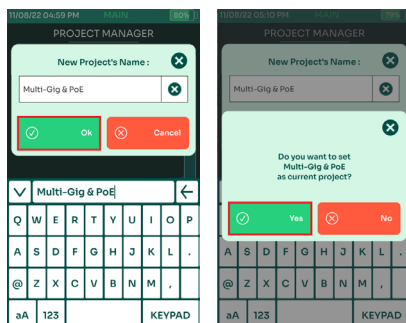 11/08/22 04:59 PM MAIN 80%
PROJECT MANAGER
New Project's Name :
Multi-Gig & PoE
Ok
Cancel
Multi-Gig & PoE
Q W E R T Y U I O P
A S D F G H J K L .
@ Z X C V B N M ,
aA 123 KEYPAD
11/08/22 05:10 PM MAIN 79%
PROJECT MANAGER
New Project's Name :
Multi-Gig & PoE
Do you want to set
Multi-Gig & PoE
as current project?
Yes
No
A S D F G H J K L .
@ Z X C V B N M ,
aA 123 KEYPAD